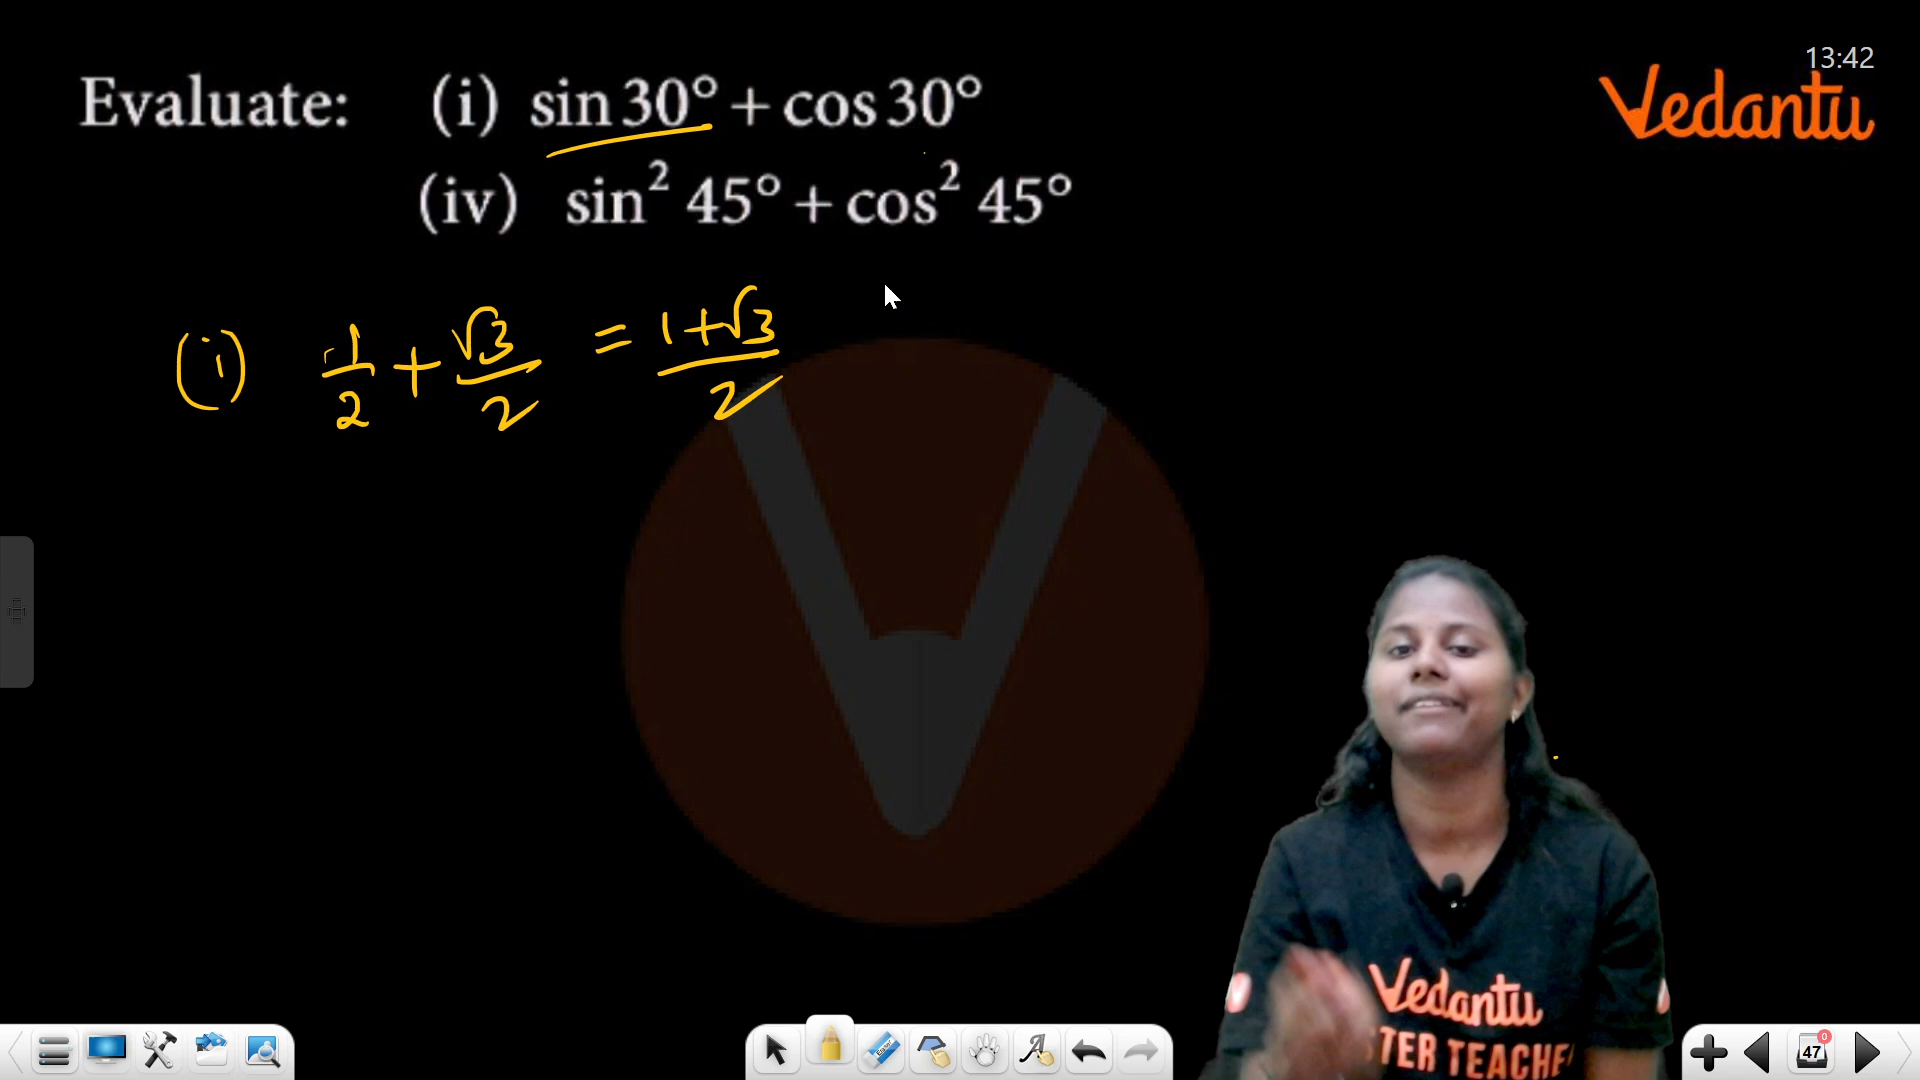 13:42
Vedantu
Evaluate: (i) sin 30° + cos 30°
(iv) sin² 45° + cos² 45°
(i) 1/2 + √3/2 = 1+√3/2
Vedantu
TER TEACHE
47
0